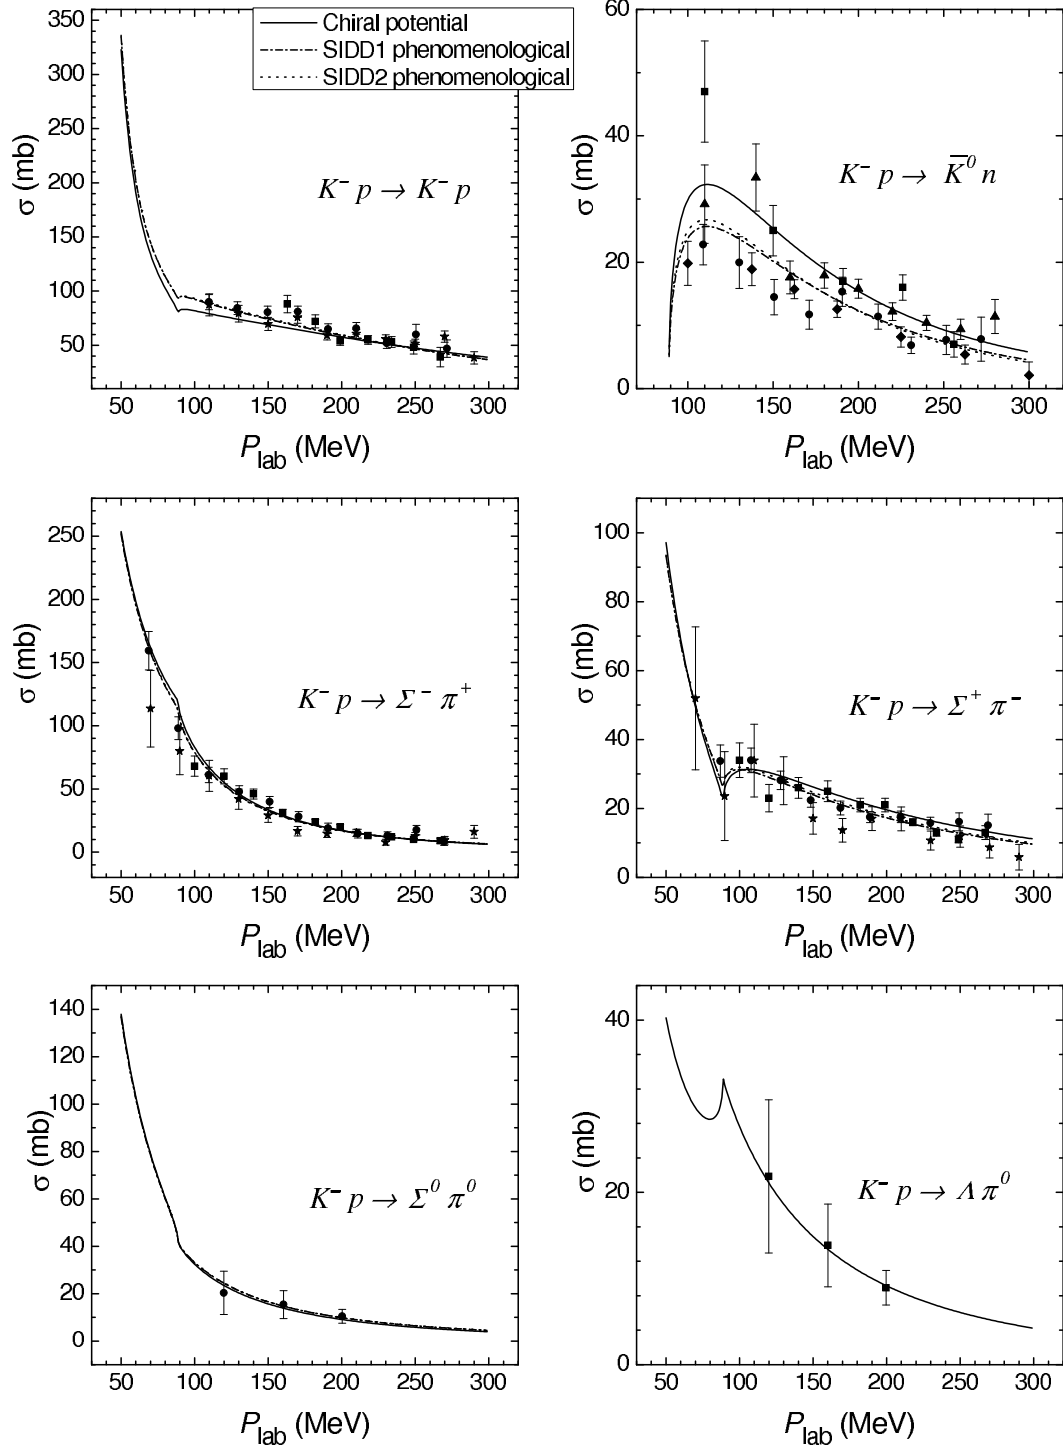 Chiral potential
SIDD1 phenomenological
SIDD2 phenomenological
350
300
250
200
150
100
50
0
σ (mb)
K⁻ p → K⁻ p
50 100 150 200 250 300
P_lab (MeV)
60
40
20
0
σ (mb)
K⁻ p → K̅⁰ n
100 150 200 250 300
P_lab (MeV)
250
200
150
100
50
0
σ (mb)
K⁻ p → Σ⁻ π⁺
50 100 150 200 250 300
P_lab (MeV)
100
80
60
40
20
0
σ (mb)
K⁻ p → Σ⁺ π⁻
50 100 150 200 250 300
P_lab (MeV)
140
120
100
80
60
40
20
0
σ (mb)
K⁻ p → Σ⁰ π⁰
50 100 150 200 250 300
P_lab (MeV)
40
20
0
σ (mb)
K⁻ p → Λ π⁰
50 100 150 200 250 300
P_lab (MeV)